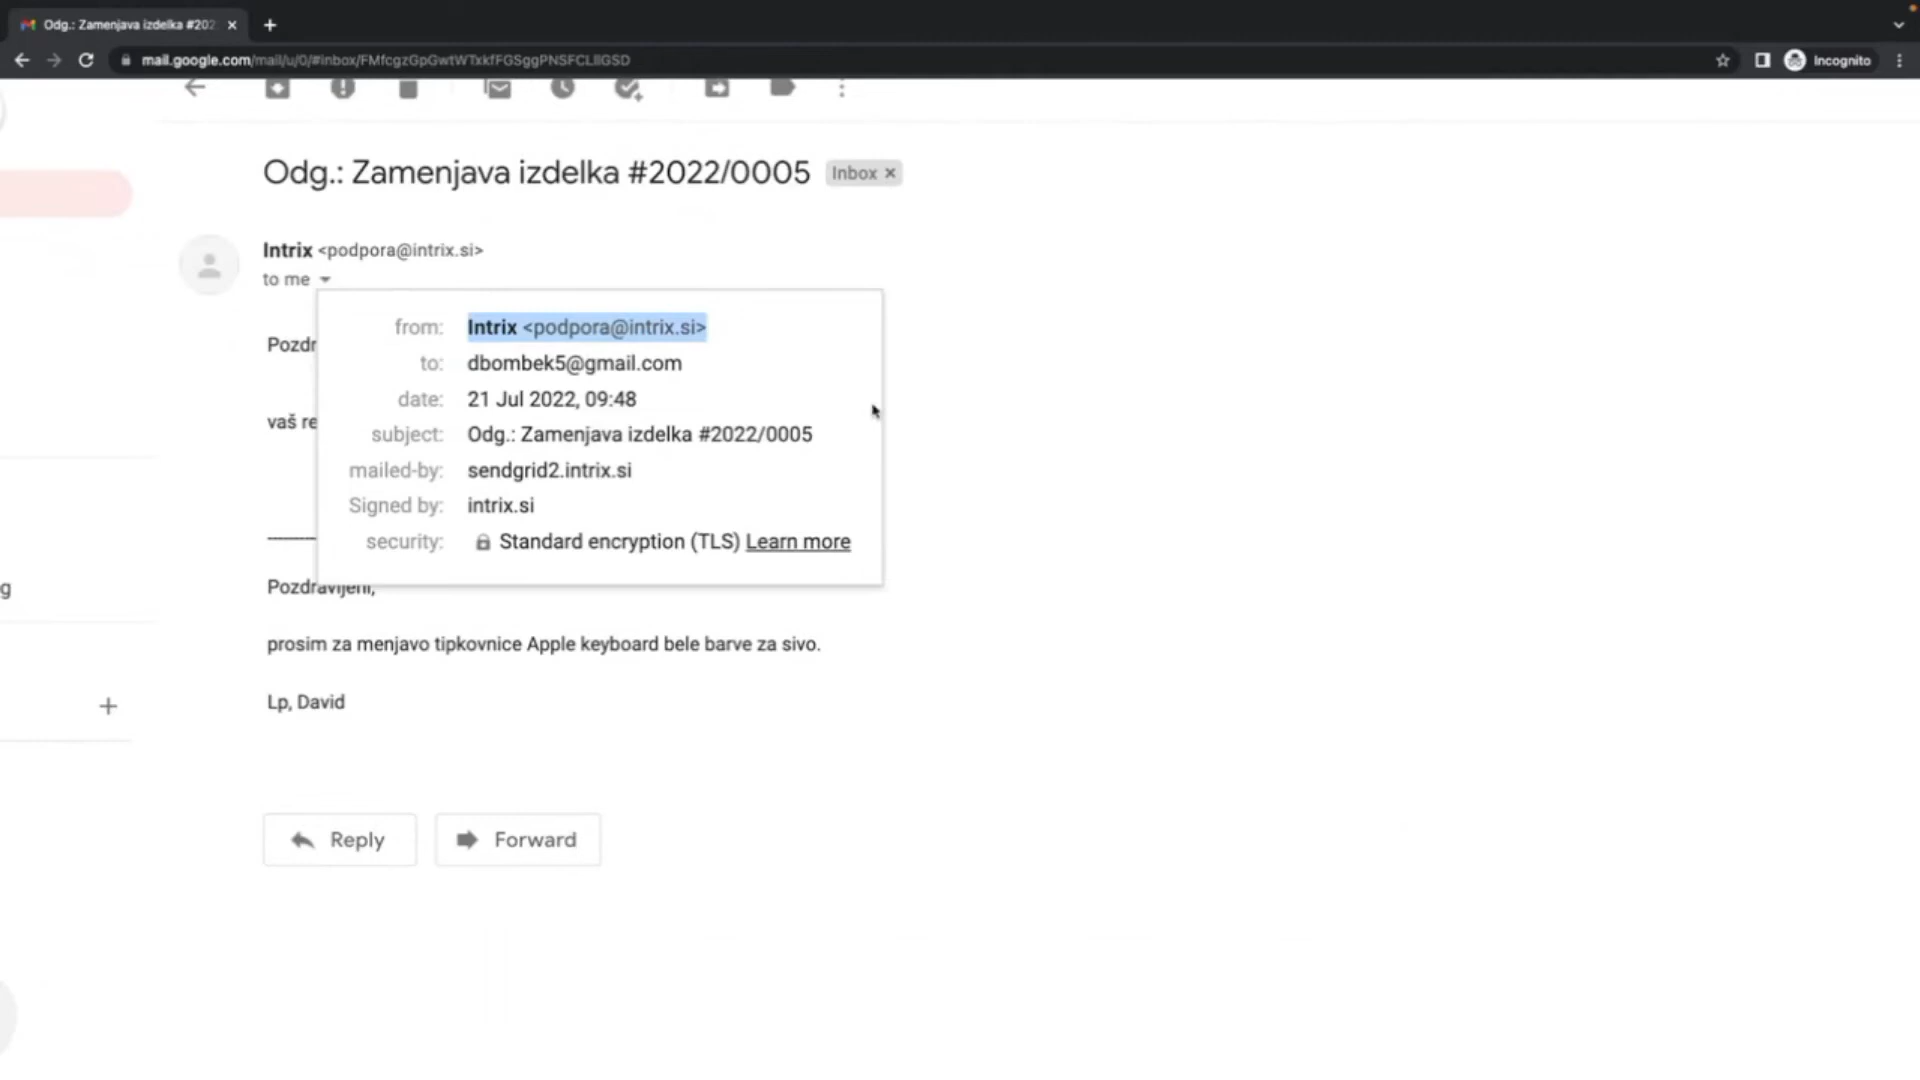 Odg.: Zamenjava izdelka #202
mail.google.com/mail/u/0/#inbox/FMfcgzGpGwtWTxkfFGSggPNSFCLllGSD
Incognito
Odg.: Zamenjava izdelka #2022/0005 Inbox ×
Intrix <podpora@intrix.si>
to me
Pozdr
from: Intrix <podpora@intrix.si>
to: dbombek5@gmail.com
date: 21 Jul 2022, 09:48
vaš re
subject: Odg.: Zamenjava izdelka #2022/0005
mailed-by: sendgrid2.intrix.si
Signed by: intrix.si
security: Standard encryption (TLS) Learn more
g
Pozdravljeni,
prosim za menjavo tipkovnice Apple keyboard bele barve za sivo.
Lp, David
Reply
Forward